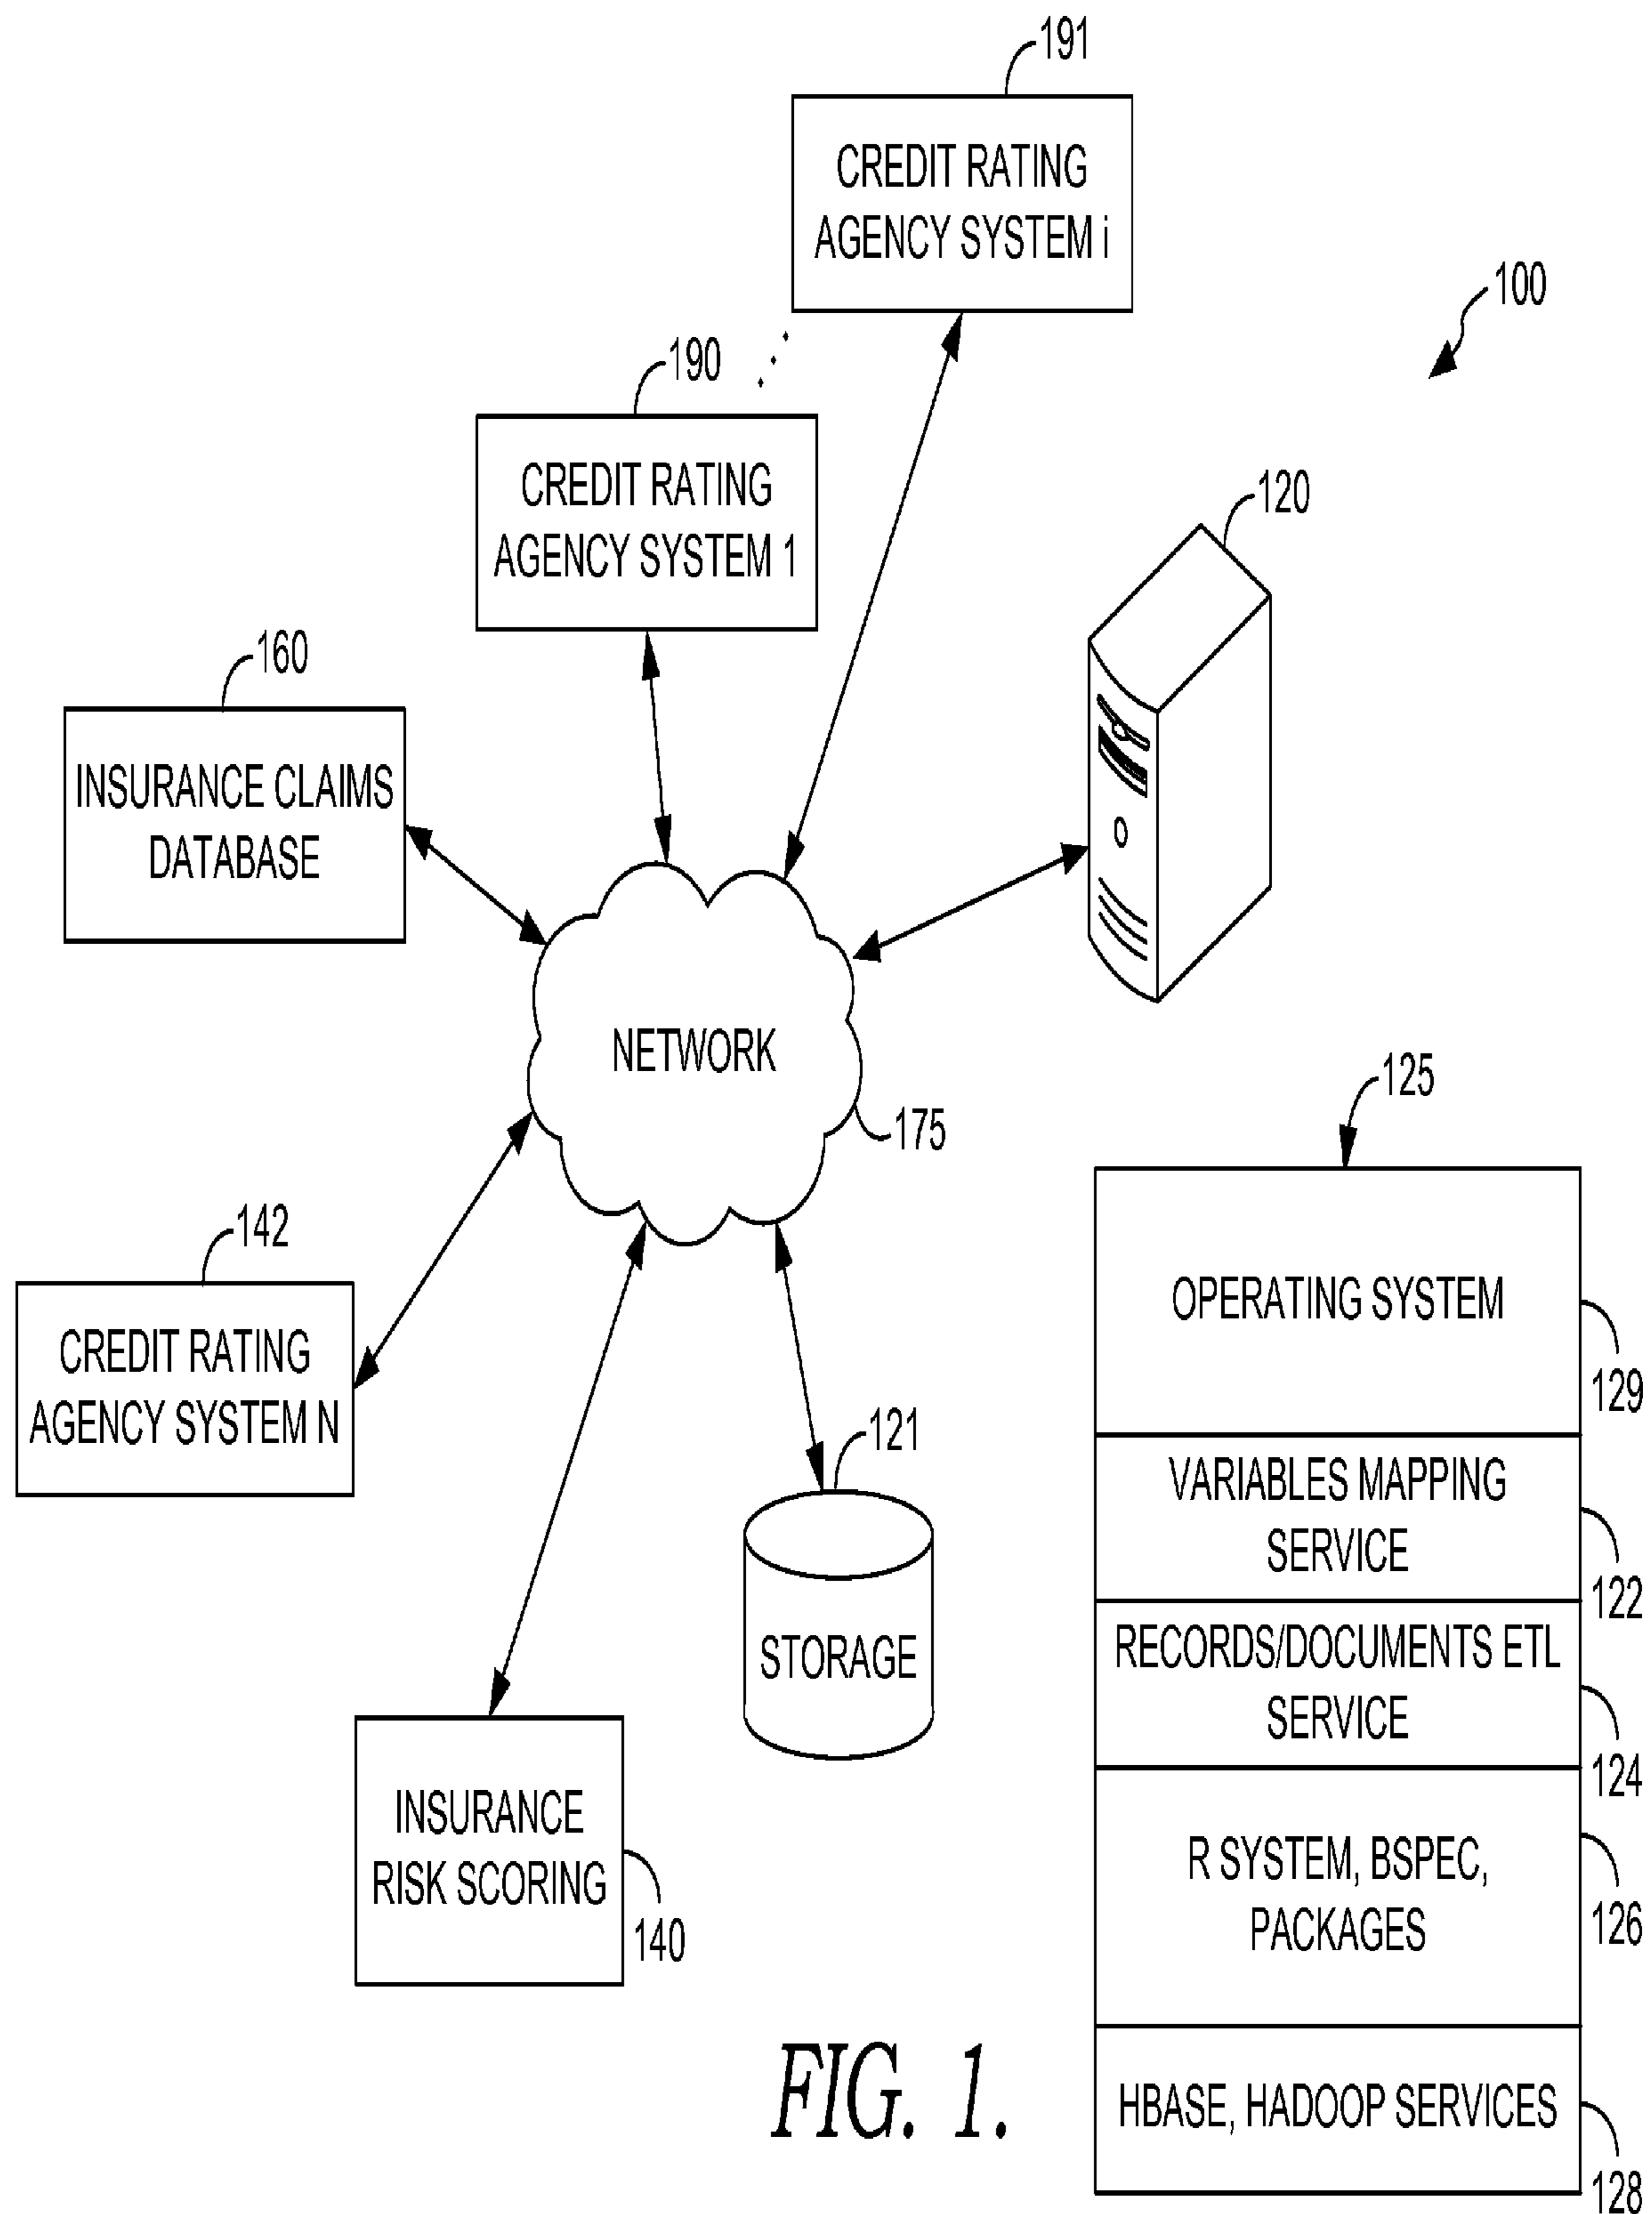 191
CREDIT RATING
AGENCY SYSTEM i
100
190
CREDIT RATING
AGENCY SYSTEM 1
120
160
INSURANCE CLAIMS
DATABASE
NETWORK
175
125
142
CREDIT RATING
AGENCY SYSTEM N
OPERATING SYSTEM
129
121
STORAGE
VARIABLES MAPPING
SERVICE
122
RECORDS/DOCUMENTS ETL
SERVICE
124
INSURANCE
RISK SCORING
140
R SYSTEM, BSPEC,
PACKAGES
126
HBASE, HADOOP SERVICES
128
FIG. 1.